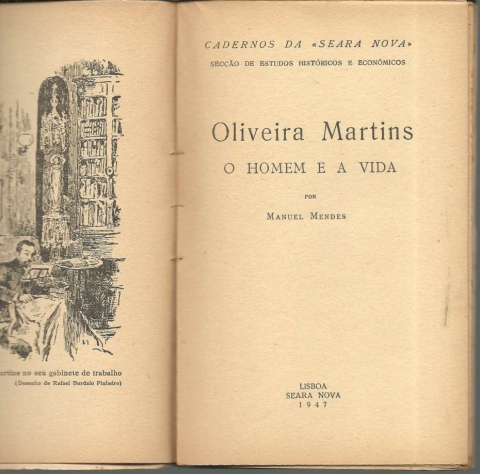 CADERNOS DA «SEARA NOVA»
SECÇÃO DE ESTUDOS HISTÓRICOS E ECONÓMICOS
Oliveira Martins
O HOMEM E A VIDA
POR
MANUEL MENDES
LISBOA
SEARA NOVA
1947
no seu gabinete de trabalho
(Desenho de Rafael Bordalo Pinheiro)